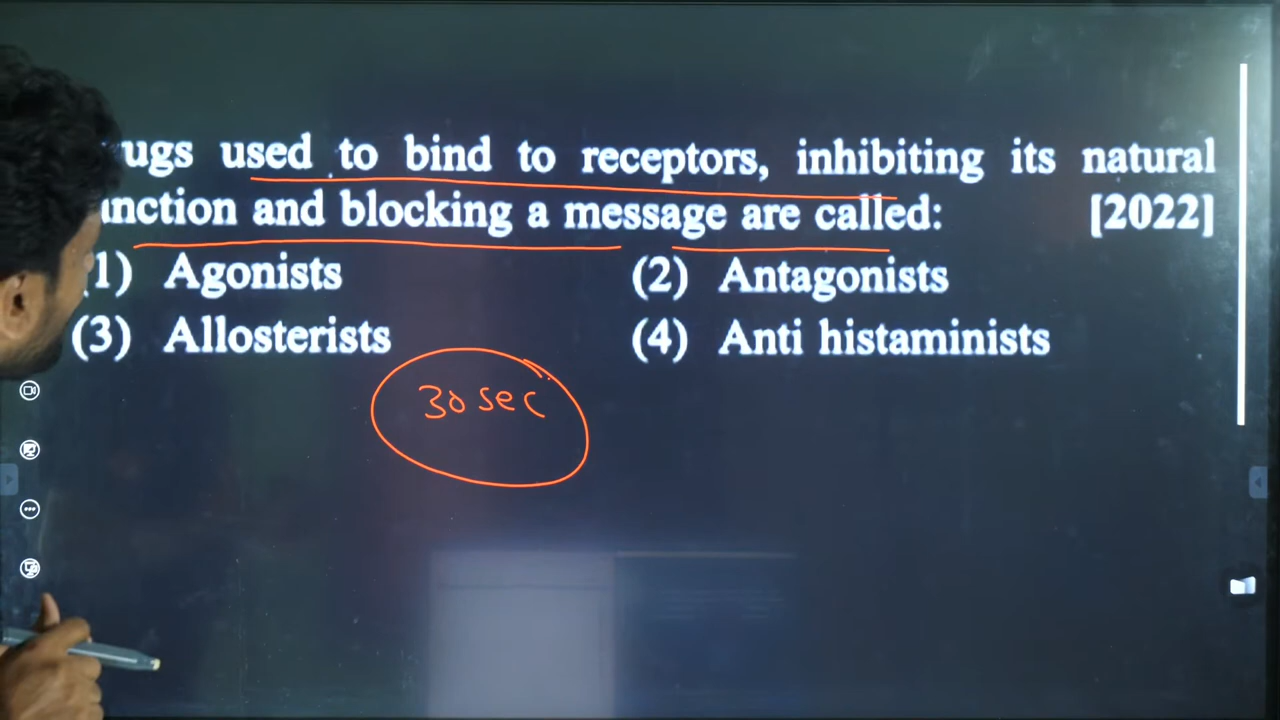 ugs used to bind to receptors, inhibiting its natural
unction and blocking a message are called: [2022]
1) Agonists (2) Antagonists
(3) Allosterists (4) Anti histaminists
30 sec